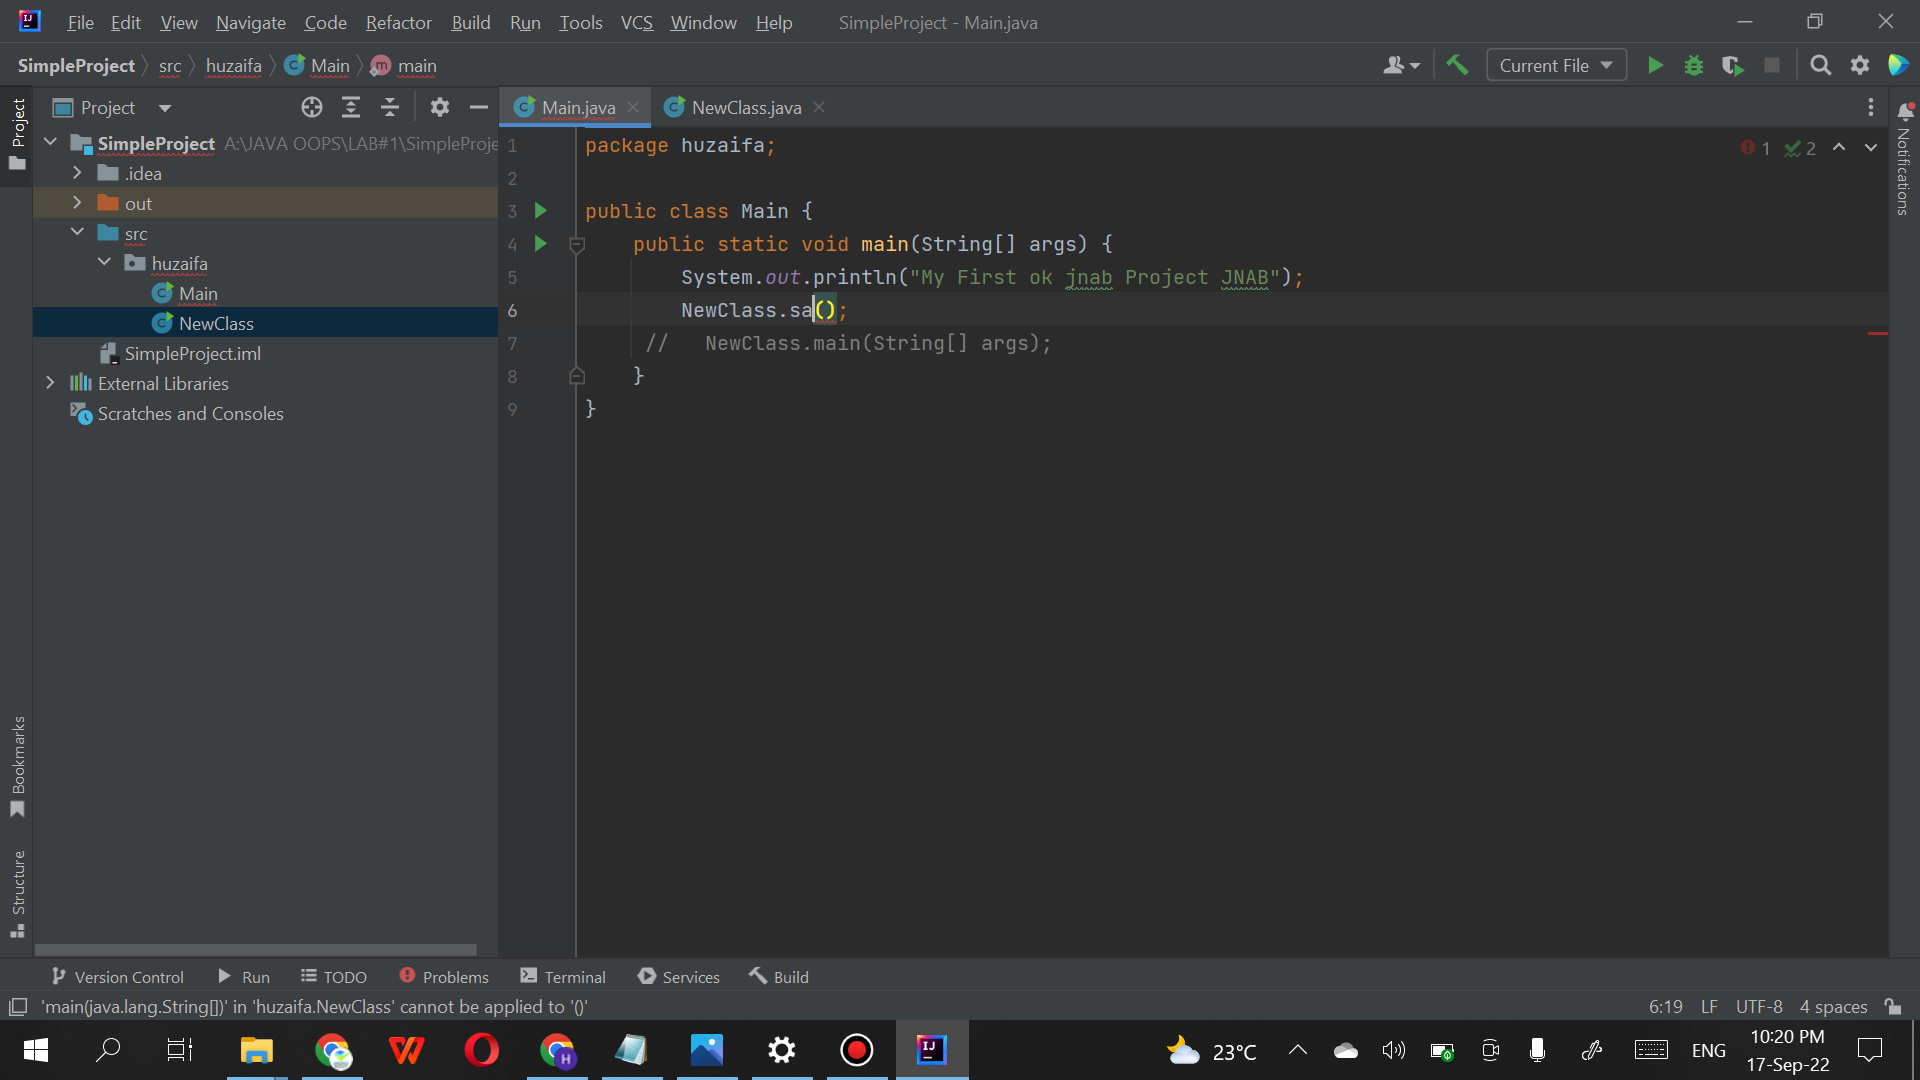 File Edit View Navigate Code Refactor Build Run Tools VCS Window Help SimpleProject - Main.java
SimpleProject src huzaifa Main main
Current File
Project
Project
Main.java
NewClass.java
SimpleProject A:\JAVA OOPS\LAB#1\SimpleProje
.idea
out
src
huzaifa
Main
NewClass
SimpleProject.iml
External Libraries
Scratches and Consoles
1 package huzaifa;
2
3 public class Main {
4 public static void main(String[] args) {
5 System.out.println("My First ok jnab Project JNAB");
6 NewClass.sa();
7 // NewClass.main(String[] args);
8 }
9 }
1 2
Notifications
Bookmarks
Structure
Version Control Run TODO Problems Terminal Services Build
'main(java.lang.String[])' in 'huzaifa.NewClass' cannot be applied to '()'
6:19 LF UTF-8 4 spaces
23°C
ENG
10:20 PM
17-Sep-22